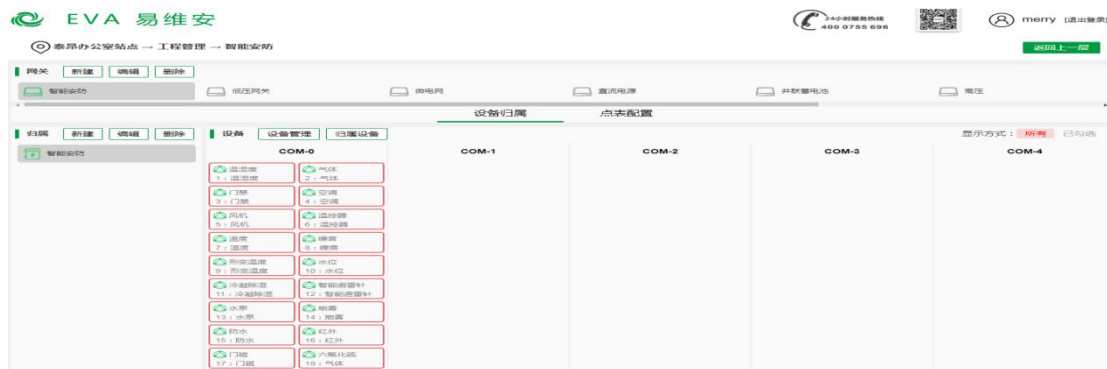 EVA 易维安
24小时服务热线
400 0755 696
merry [退出登录]
泰昂办公室站点 → 工程管理 → 智能安防
返回上一层
网关 新建 编辑 删除
智能安防 低压网关 微电网 直流电源 并联蓄电池 高压
设备归属 点表配置
归属 新建 编辑 删除 设备 设备管理 归属设备 显示方式： 所有 已勾选
智能安防
COM-0 COM-1 COM-2 COM-3 COM-4
温湿度 气体
1：温湿度 2：气体
门禁 空调
3：门禁 4：空调
风机 温控器
5：风机 6：温控器
温度 噪音
7：温度 8：噪音
形变温度 水位
9：形变温度 10：水位
冷凝除湿 智能避雷针
11：冷凝除湿 12：智能避雷针
水泵 烟雾
13：水泵 14：烟雾
防水 红外
15：防水 16：红外
门磁 六氟化硫
17：门磁 18：气体